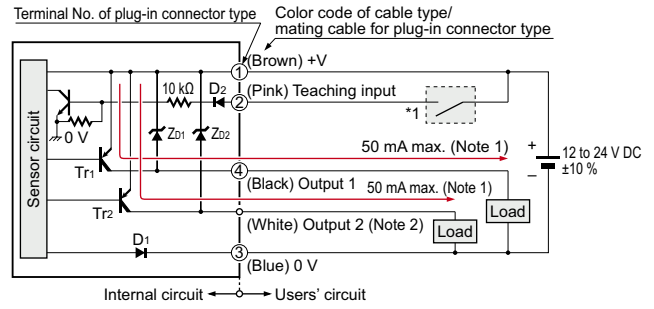 Terminal No. of plug-in connector type
Color code of cable type/
mating cable for plug-in connector type
1 (Brown) +V
10 kΩ D2
2 (Pink) Teaching input
*1
0 V
ZD1 ZD2
50 mA max. (Note 1)
+
12 to 24 V DC
±10 %
–
Sensor circuit
Tr1
4
(Black) Output 1
50 mA max. (Note 1)
Tr2
Load
(White) Output 2 (Note 2)
Load
D1
3
(Blue) 0 V
Internal circuit
Users' circuit